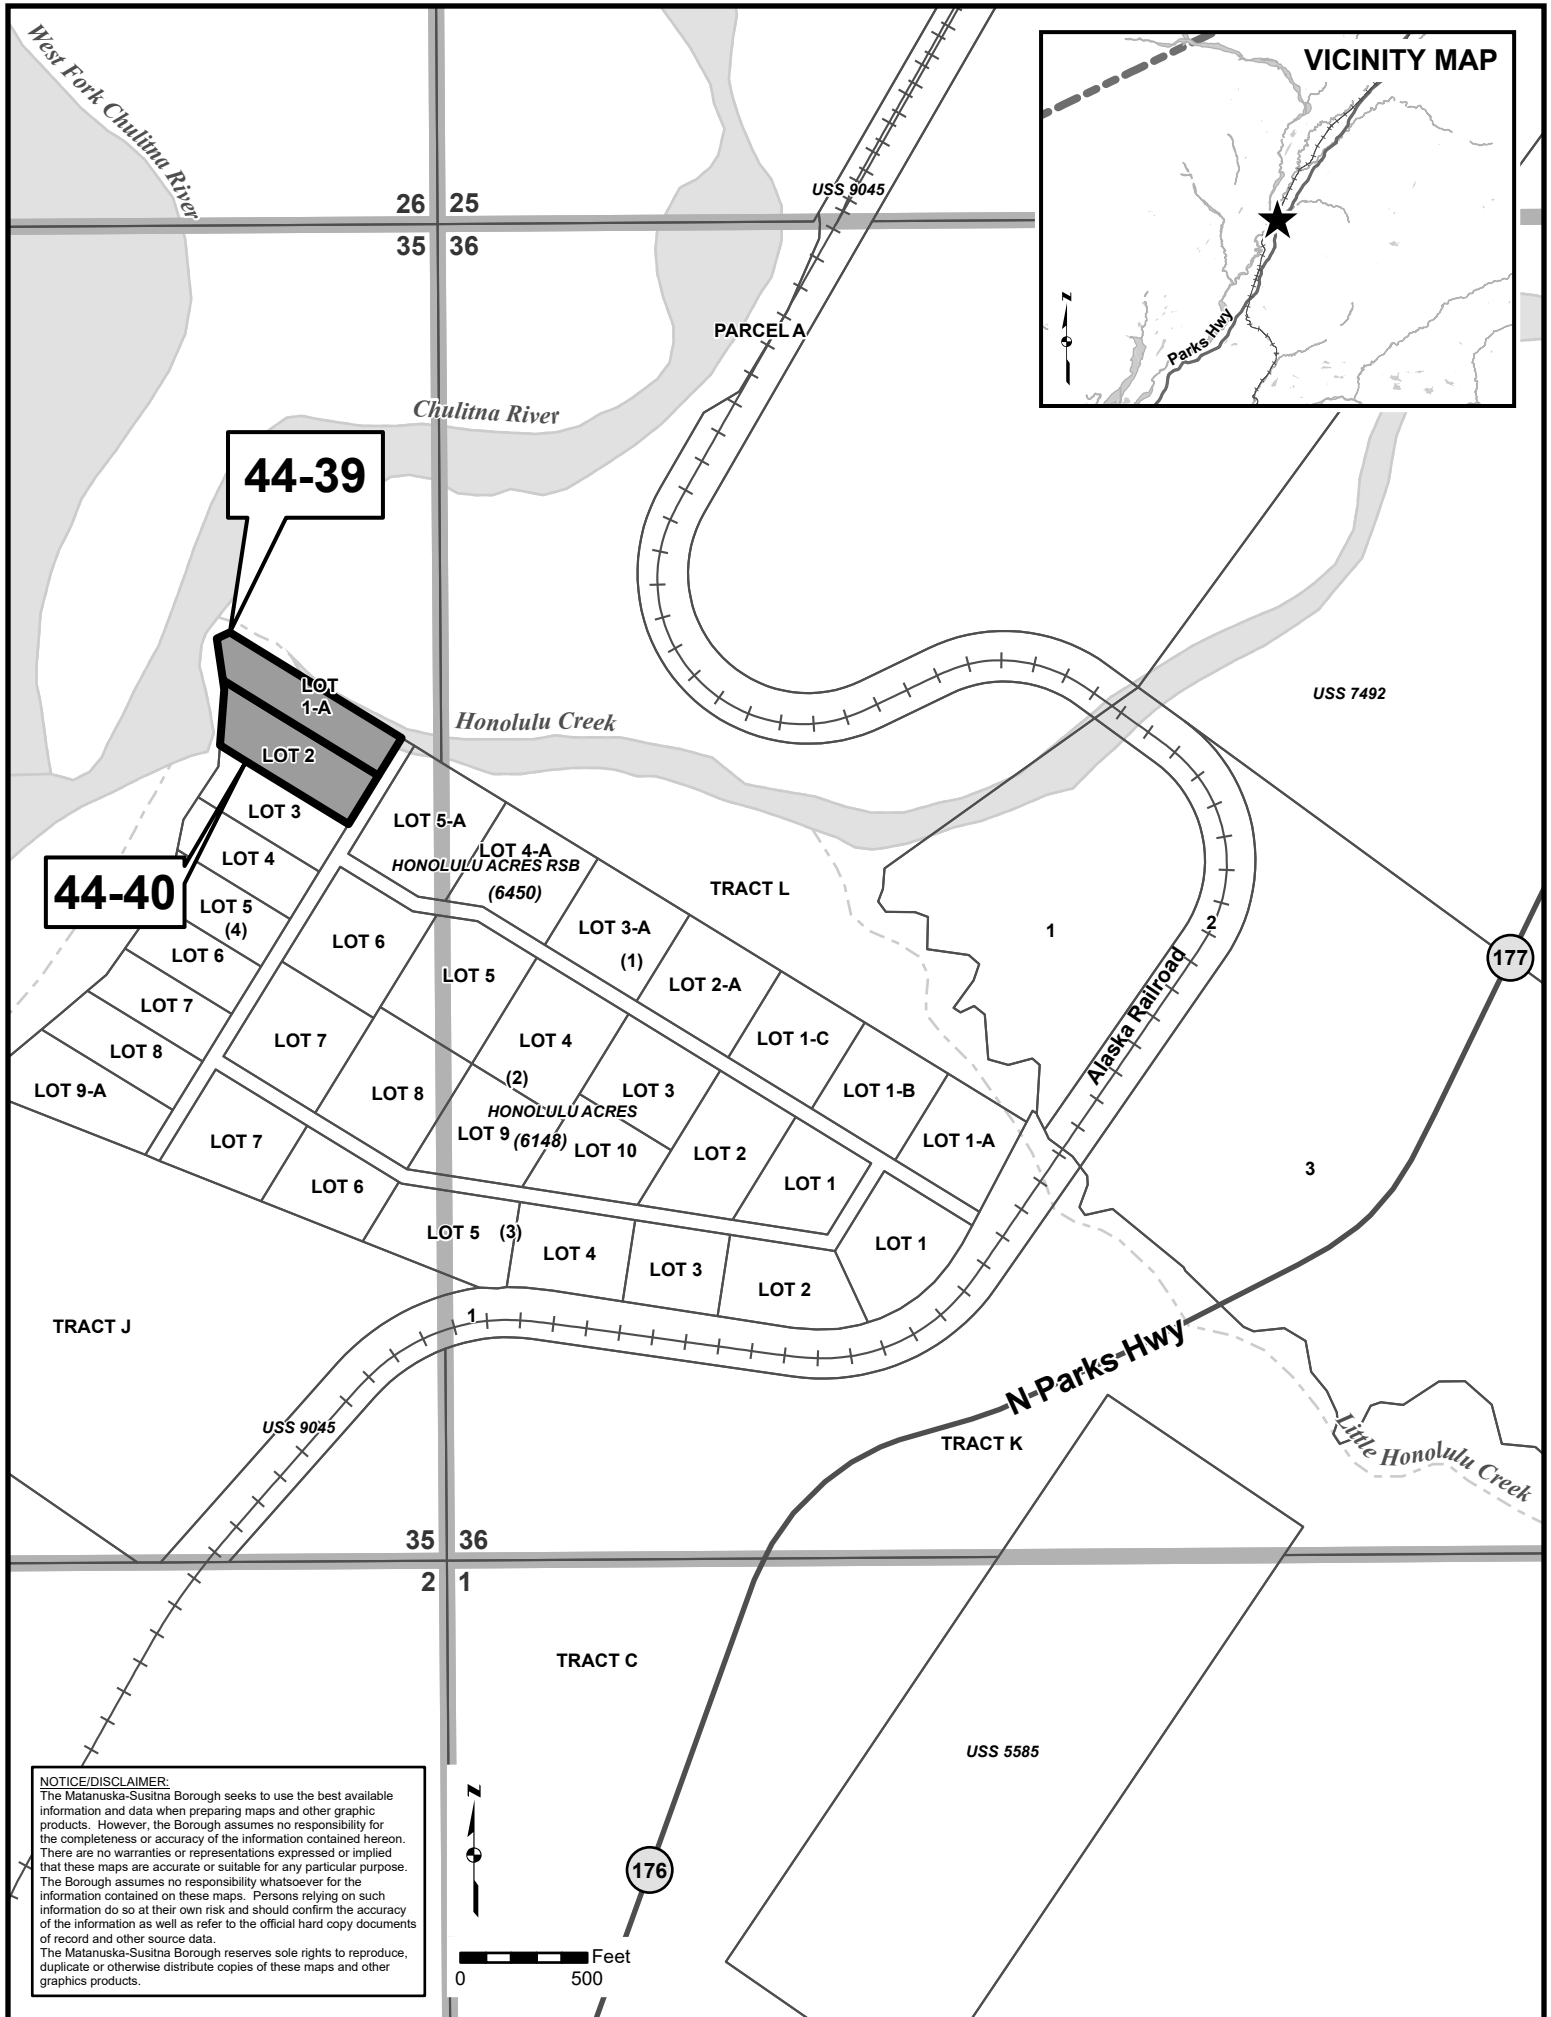 VICINITY MAP
Parks Hwy
N
West Fork Chulitna River
26
25
35
36
USS 9045
PARCEL A
Chulitna River
44-39
LOT
1-A
LOT 2
Honolulu Creek
USS 7492
LOT 3
LOT 4
44-40
LOT 5
(4)
LOT 6
LOT 7
LOT 8
LOT 9-A
LOT 5-A
LOT 4-A
HONOLULU ACRES RSB
(6450)
LOT 3-A
(1)
LOT 2-A
LOT 1-C
LOT 1-B
LOT 1-A
TRACT L
1
2
177
Alaska Railroad
3
LOT 6
LOT 5
LOT 7
LOT 4
LOT 8
(2)
LOT 3
HONOLULU ACRES
LOT 9
(6148)
LOT 10
LOT 2
LOT 1
LOT 7
LOT 6
LOT 5
(3)
LOT 4
LOT 3
LOT 2
LOT 1
TRACT J
1
N Parks Hwy
USS 9045
TRACT K
Little Honolulu Creek
35
36
2
1
TRACT C
USS 5585
176
N
Feet
0
500
NOTICE/DISCLAIMER:
The Matanuska-Susitna Borough seeks to use the best available
information and data when preparing maps and other graphic
products. However, the Borough assumes no responsibility for
the completeness or accuracy of the information contained hereon.
There are no warranties or representations expressed or implied
that these maps are accurate or suitable for any particular purpose.
The Borough assumes no responsibility whatsoever for the
information contained on these maps. Persons relying on such
information do so at their own risk and should confirm the accuracy
of the information as well as refer to the official hard copy documents
of record and other source data.
The Matanuska-Susitna Borough reserves sole rights to reproduce,
duplicate or otherwise distribute copies of these maps and other
graphics products.